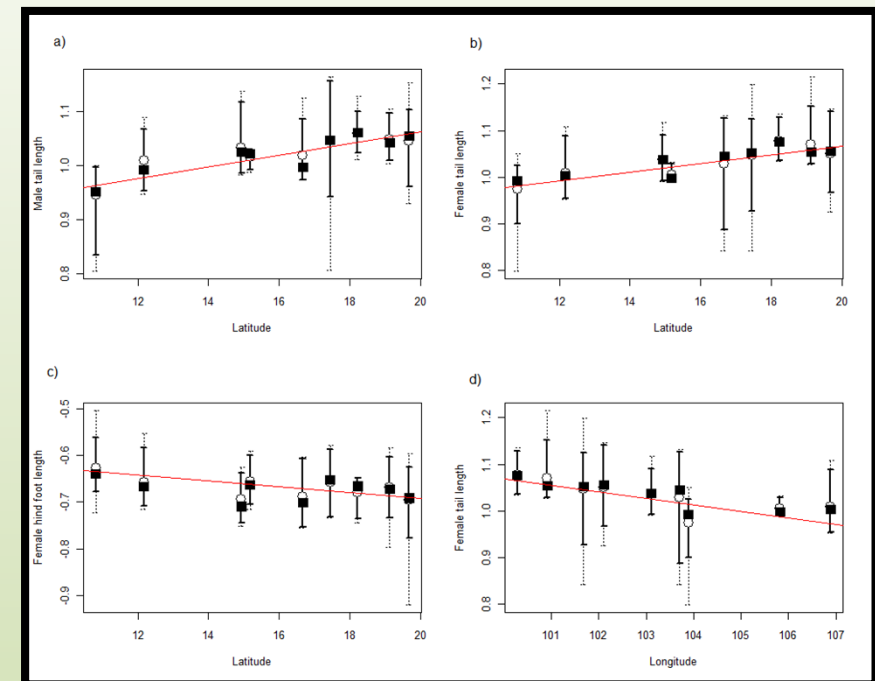 a)
Male tail length
1.1
1.0
0.9
0.8
12 14 16 18 20
Latitude
b)
Female tail length
1.2
1.1
1.0
0.9
0.8
12 14 16 18 20
Latitude
c)
Female hind foot length
-0.5
-0.6
-0.7
-0.8
-0.9
12 14 16 18 20
Latitude
d)
Female tail length
1.2
1.1
1.0
0.9
0.8
101 102 103 104 105 106 107
Longitude